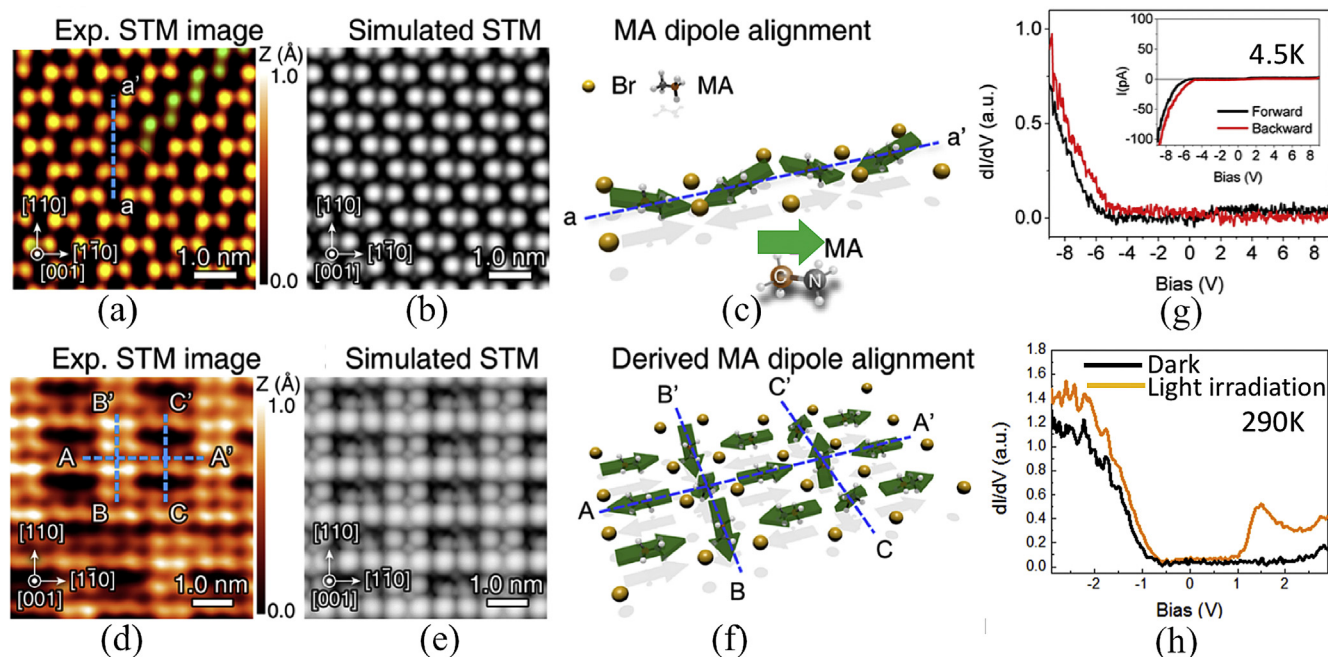 Exp. STM image
Z (Å)
1.0
0.0
a'
a
[110]
[11̅0]
[001]
1.0 nm
(a)
Simulated STM
[110]
[11̅0]
[001]
1.0 nm
(b)
MA dipole alignment
Br
MA
a'
a
MA
C
N
(c)
dI/dV (a.u.)
1.0
0.5
0.0
-8 -6 -4 -2 0 2 4 6 8
Bias (V)
I(pA)
100
50
0
-50
-100
-8 -6 -4 -2 0 2 4 6 8
Bias (V)
4.5K
Forward
Backward
(g)
Exp. STM image
Z (Å)
1.0
0.0
B'
C'
A
A'
B
C
[110]
[11̅0]
[001]
1.0 nm
(d)
Simulated STM
[110]
[11̅0]
[001]
1.0 nm
(e)
Derived MA dipole alignment
B'
C'
A'
A
C
B
(f)
dI/dV (a.u.)
1.8
1.6
1.4
1.2
1.0
0.8
0.6
0.4
0.2
0.0
-2 -1 0 1 2
Bias (V)
Dark
Light irradiation
290K
(h)